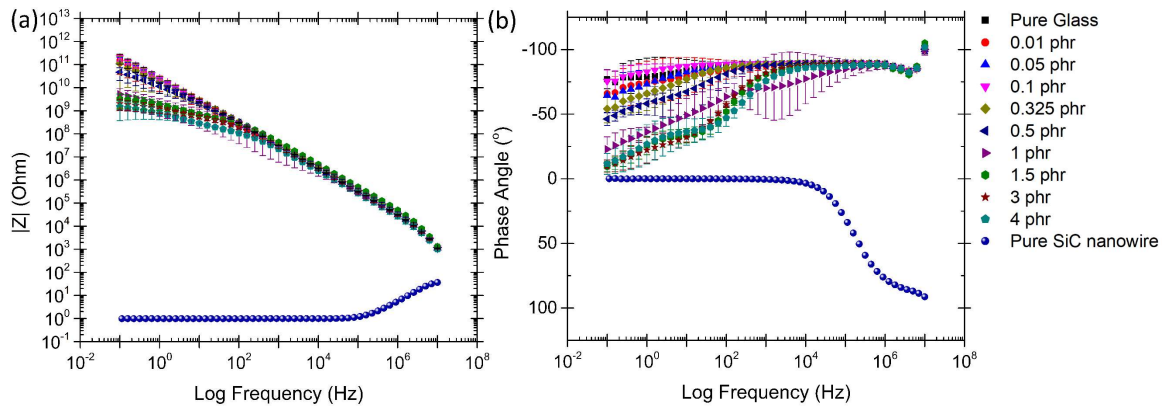 (a)
10^13
10^12
10^11
10^10
10^9
10^8
10^7
10^6
10^5
10^4
10^3
10^2
10^1
10^0
10^-1
|Z| (Ohm)
10^-2 10^0 10^2 10^4 10^6 10^8
Log Frequency (Hz)
(b)
-100
-50
0
50
100
Phase Angle (°)
10^-2 10^0 10^2 10^4 10^6 10^8
Log Frequency (Hz)
Pure Glass
0.01 phr
0.05 phr
0.1 phr
0.325 phr
0.5 phr
1 phr
1.5 phr
3 phr
4 phr
Pure SiC nanowire